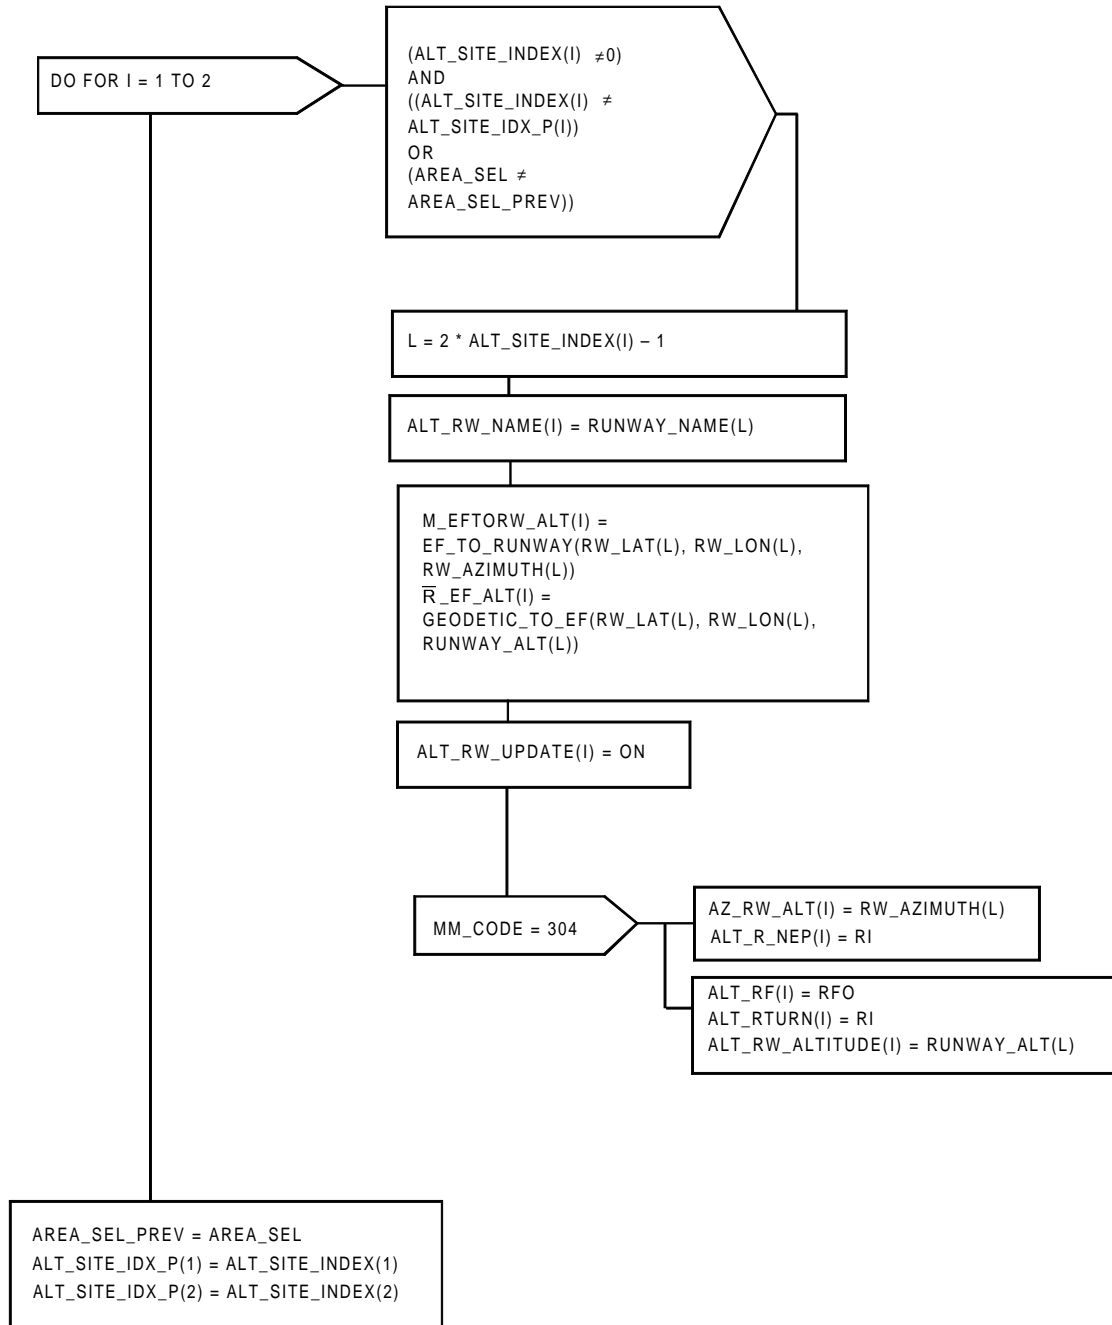 DO FOR I = 1 TO 2
(ALT_SITE_INDEX(I) ≠0)
AND
((ALT_SITE_INDEX(I) ≠
ALT_SITE_IDX_P(I))
OR
(AREA_SEL ≠
AREA_SEL_PREV))
L = 2 * ALT_SITE_INDEX(I) – 1
ALT_RW_NAME(I) = RUNWAY_NAME(L)
M_EFTORW_ALT(I) =
EF_TO_RUNWAY(RW_LAT(L), RW_LON(L),
RW_AZIMUTH(L))
R̅_EF_ALT(I) =
GEODETIC_TO_EF(RW_LAT(L), RW_LON(L),
RUNWAY_ALT(L))
ALT_RW_UPDATE(I) = ON
MM_CODE = 304
AZ_RW_ALT(I) = RW_AZIMUTH(L)
ALT_R_NEP(I) = RI
ALT_RF(I) = RFO
ALT_RTURN(I) = RI
ALT_RW_ALTITUDE(I) = RUNWAY_ALT(L)
AREA_SEL_PREV = AREA_SEL
ALT_SITE_IDX_P(1) = ALT_SITE_INDEX(1)
ALT_SITE_IDX_P(2) = ALT_SITE_INDEX(2)